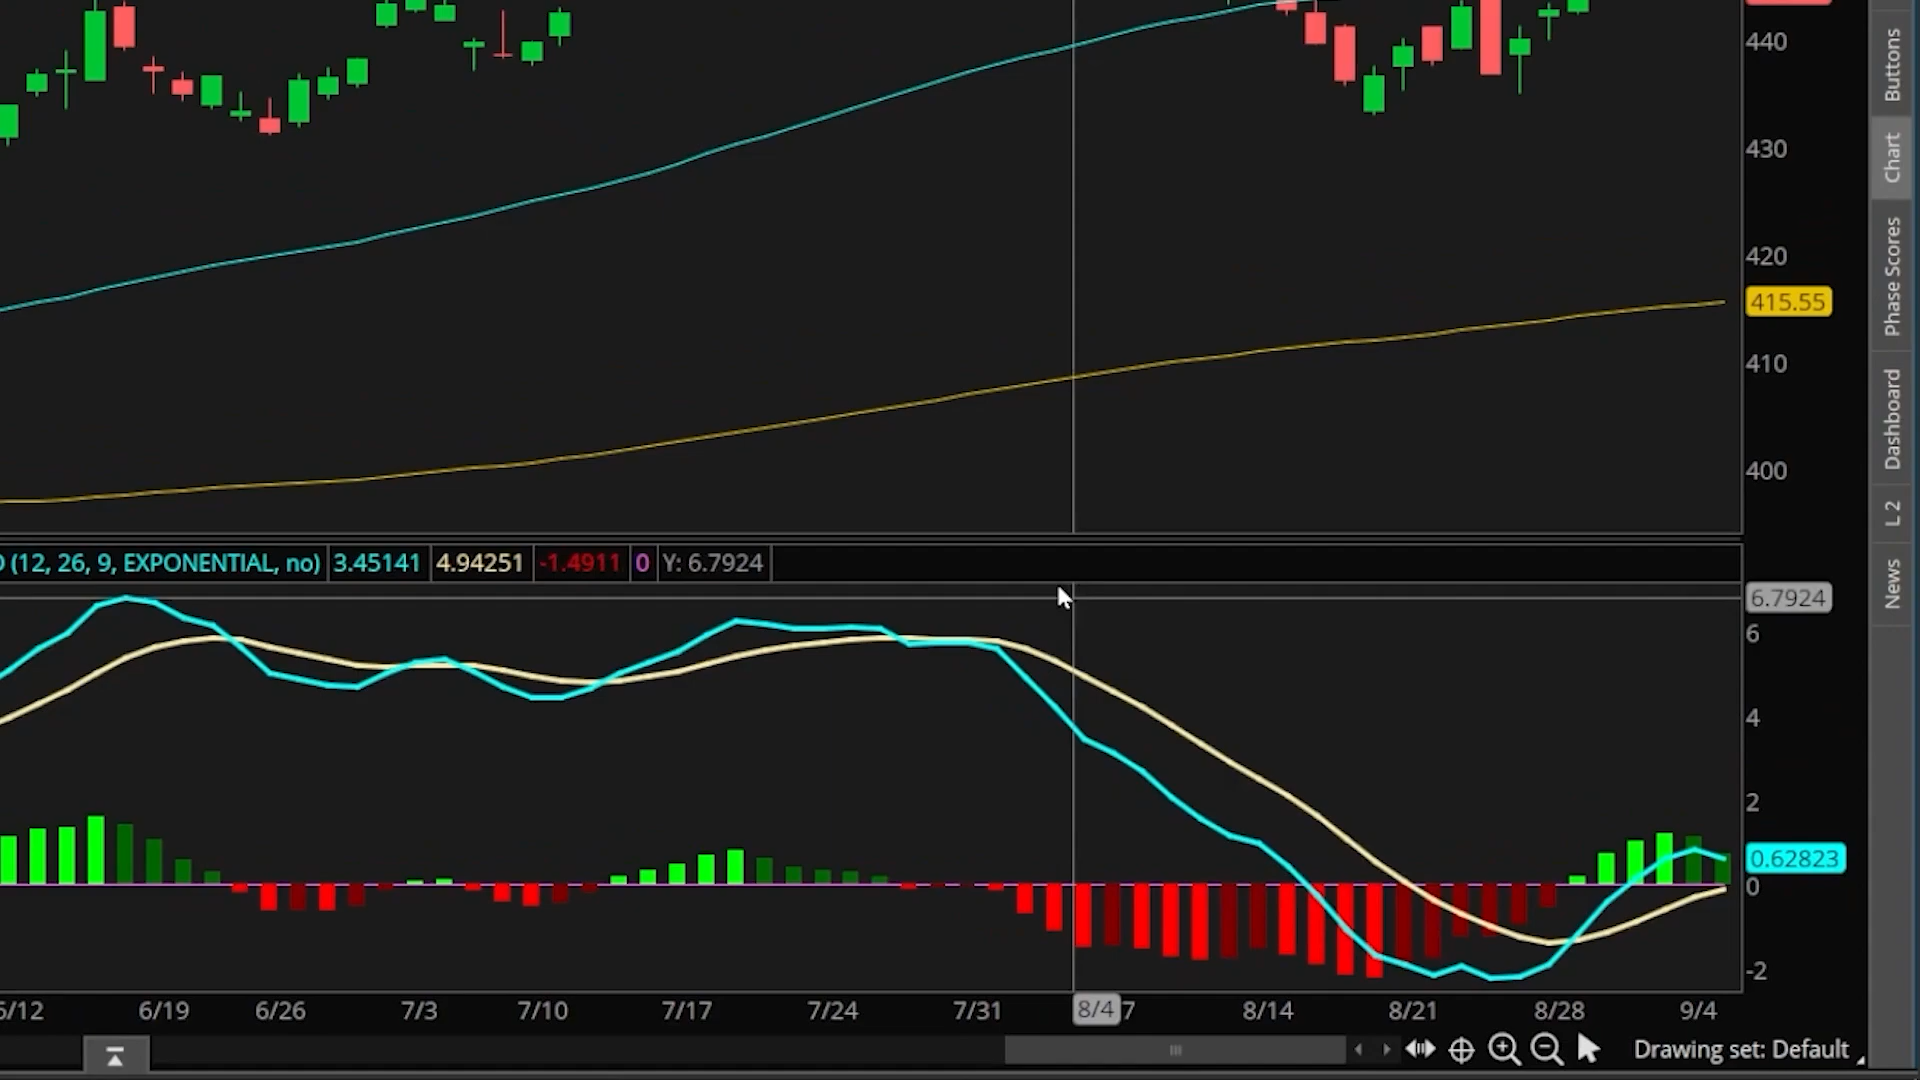 440
430
420
415.55
410
400
(12, 26, 9, EXPONENTIAL, no) 3.45141 4.94251 -1.4911 0 Y: 6.7924
6.7924
6
4
2
0.62823
0
-2
6/12 6/19 6/26 7/3 7/10 7/17 7/24 7/31 8/4 7 8/14 8/21 8/28 9/4
Drawing set: Default
Buttons
Chart
Phase Scores
Dashboard
L 2
News